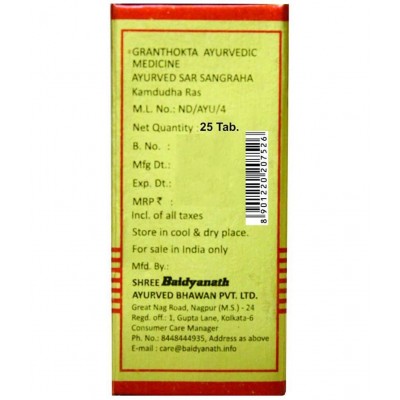 GRANTHOKTA AYURVEDIC
MEDICINE
AYURVED SAR SANGRAHA
Kamdudha Ras
M.L. No.: ND/AYU/4
Net Quantity : 25 Tab.
B. No. :
Mfg Dt.:
Exp. Dt.:
MRP ₹ :
Incl. of all taxes
Store in cool & dry place.
For sale in India only
Mfd. By.:
SHREE Baidyanath
AYURVED BHAWAN PVT. LTD.
Great Nag Road, Nagpur (M.S.) - 24
Regd. off.: 1, Gupta Lane, Kolkata-6
Consumer Care Manager
Ph. No.: 8448444935, Address as above
E-mail : care@baidyanath.info
8901220207526